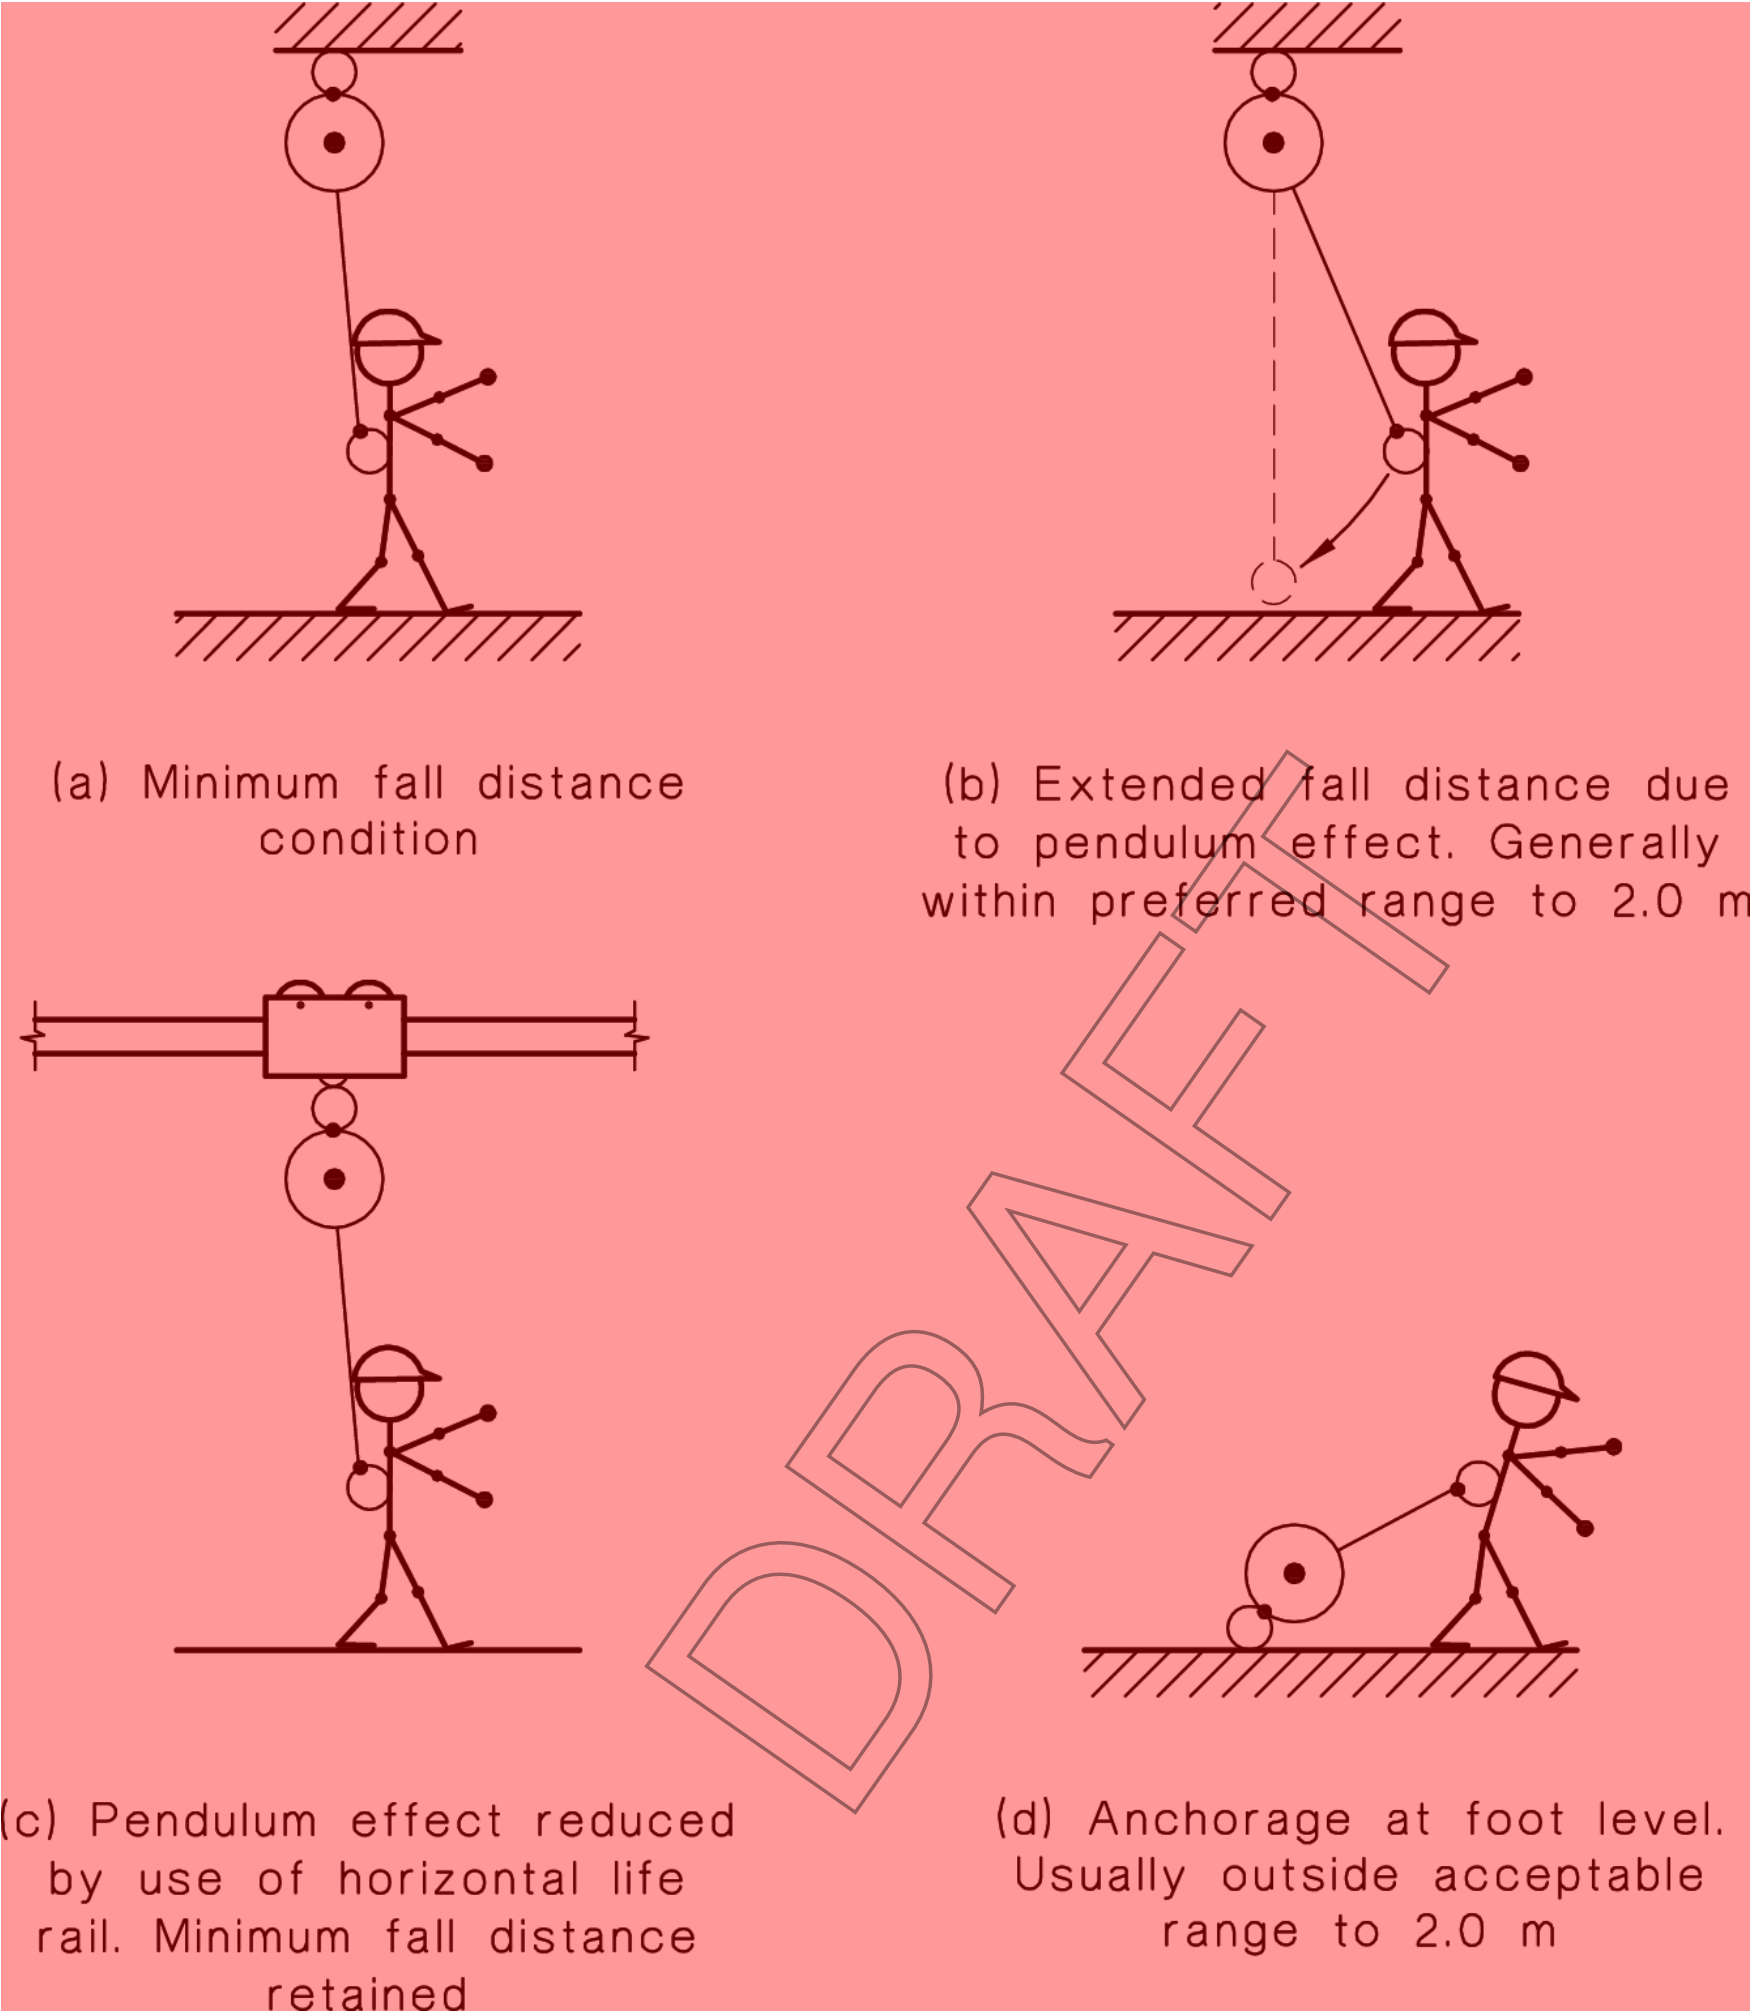 (a) Minimum fall distance
condition
(b) Extended fall distance due
to pendulum effect. Generally
within preferred range to 2.0 m
(c) Pendulum effect reduced
by use of horizontal life
rail. Minimum fall distance
retained
(d) Anchorage at foot level.
Usually outside acceptable
range to 2.0 m
DRAFT